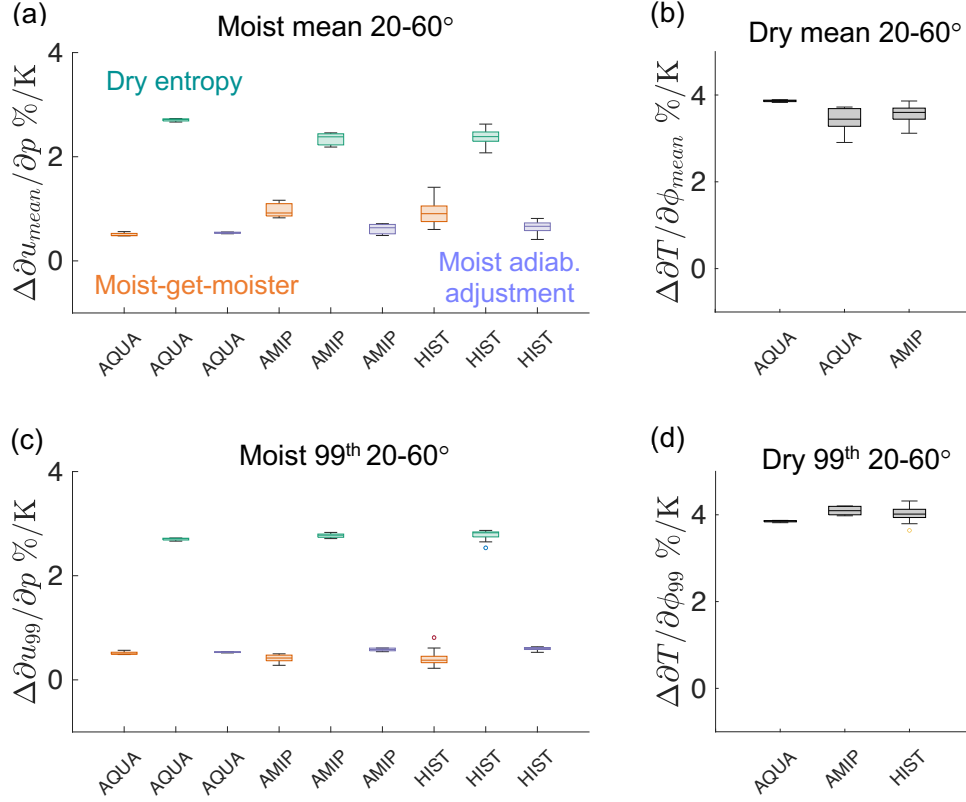 (a)
Moist mean 20-60°
Δ∂u_mean/∂p %/K
4
2
0
Dry entropy
Moist-get-moister
Moist adiab.
adjustment
AQUA
AQUA
AQUA
AMIP
AMIP
AMIP
HIST
HIST
HIST
(b)
Dry mean 20-60°
Δ∂T/∂ϕ_mean %/K
4
2
0
AQUA
AQUA
AMIP
(c)
Moist 99th 20-60°
Δ∂u_99/∂p %/K
4
2
0
AQUA
AQUA
AQUA
AMIP
AMIP
AMIP
HIST
HIST
HIST
(d)
Dry 99th 20-60°
Δ∂T/∂ϕ_99 %/K
4
2
0
AQUA
AMIP
HIST